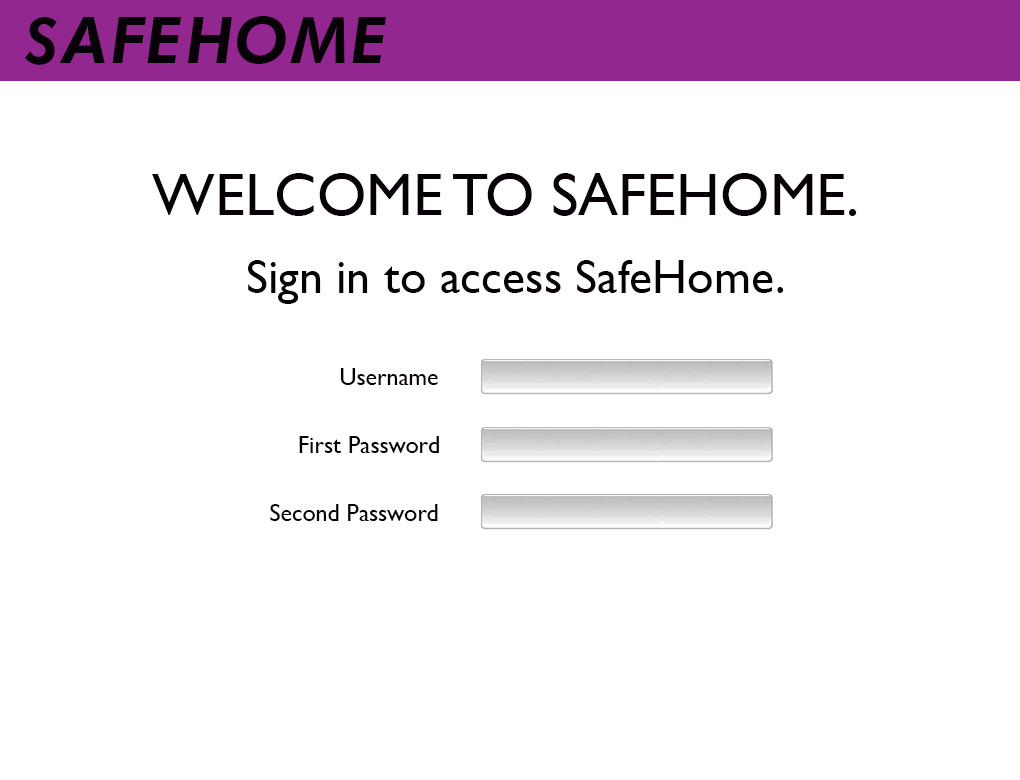 SAFEHOME
WELCOME TO SAFEHOME.
Sign in to access SafeHome.
Username
First Password
Second Password